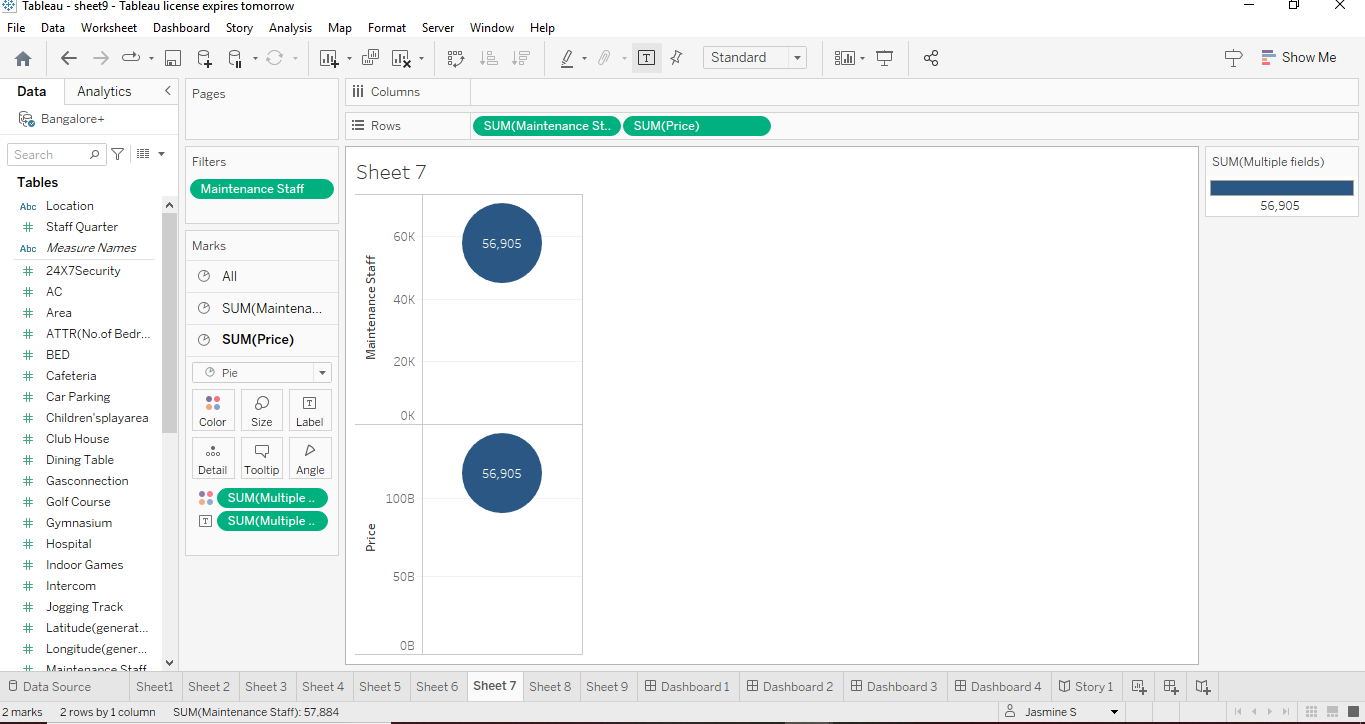 Tableau - sheet9 - Tableau license expires tomorrow
File Data Worksheet Dashboard Story Analysis Map Format Server Window Help
Standard
Show Me
Data Analytics
Bangalore+
Search
Tables
Abc Location
# Staff Quarter
Abc Measure Names
# 24X7Security
# AC
# Area
# ATTR(No.of Bedr...
# BED
# Cafeteria
# Car Parking
# Children'splayarea
# Club House
# Dining Table
# Gasconnection
# Golf Course
# Gymnasium
# Hospital
# Indoor Games
# Intercom
# Jogging Track
# Latitude(generat...
# Longitude(gener...
# Maintenance Staff
Pages
Filters
Maintenance Staff
Marks
All
SUM(Maintena...
SUM(Price)
Pie
Color Size Label
Detail Tooltip Angle
SUM(Multiple ..
T SUM(Multiple ..
Columns
Rows SUM(Maintenance St.. SUM(Price)
Sheet 7
Maintenance Staff
60K
40K
20K
0K
56,905
Price
100B
50B
0B
56,905
SUM(Multiple fields)
56,905
Data Source Sheet1 Sheet 2 Sheet 3 Sheet 4 Sheet 5 Sheet 6 Sheet 7 Sheet 8 Sheet 9 Dashboard 1 Dashboard 2 Dashboard 3 Dashboard 4 Story 1
2 marks 2 rows by 1 column SUM(Maintenance Staff): 57,884 Jasmine S